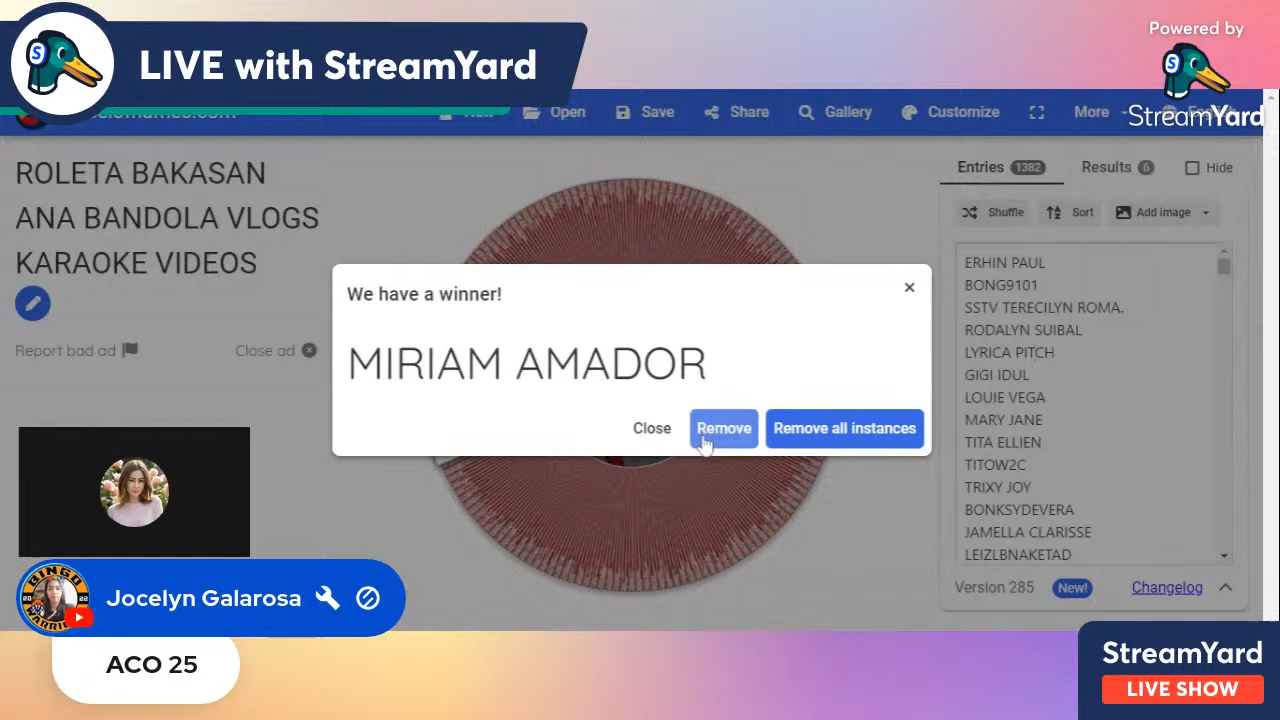 LIVE with StreamYard
Powered by
StreamYard
Open
Save
Share
Gallery
Customize
More
ROLETA BAKASAN
ANA BANDOLA VLOGS
KARAOKE VIDEOS
Report bad ad
Close ad
We have a winner!
MIRIAM AMADOR
Close
Remove
Remove all instances
Entries 1382
Results 6
Hide
Shuffle
Sort
Add image
ERHIN PAUL
BONG9101
SSTV TERECILYN ROMA.
RODALYN SUIBAL
LYRICA PITCH
GIGI IDUL
LOUIE VEGA
MARY JANE
TITA ELLIEN
TITOW2C
TRIXY JOY
BONKSYDEVERA
JAMELLA CLARISSE
LEIZLBNAKETAD
Version 285
New!
Changelog
BINGO
Jocelyn Galarosa
ACO 25
StreamYard
LIVE SHOW